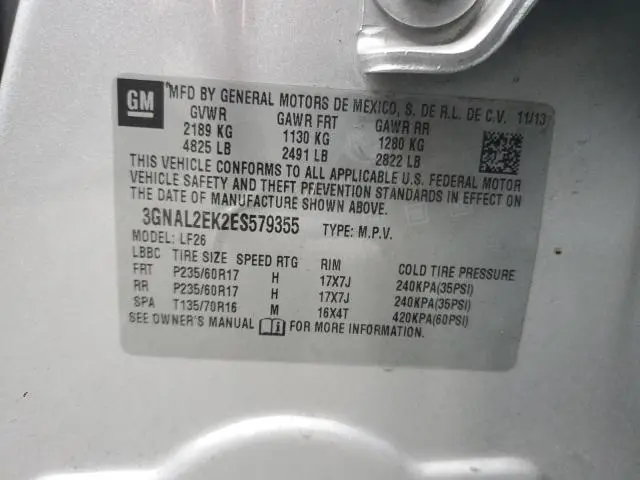 GM
MFD BY GENERAL MOTORS DE MEXICO, S. DE R.L. DE C.V. 11/13
GVWR GAWR FRT GAWR RR
2189 KG 1130 KG 1280 KG
4825 LB 2491 LB 2822 LB
THIS VEHICLE CONFORMS TO ALL APPLICABLE U.S. FEDERAL MOTOR
VEHICLE SAFETY AND THEFT PREVENTION STANDARDS IN EFFECT ON
THE DATE OF MANUFACTURE SHOWN ABOVE.
3GNAL2EK2ES579355 TYPE: M.P.V.
MODEL: LF26
LBBC TIRE SIZE SPEED RTG RIM COLD TIRE PRESSURE
FRT P235/60R17 H 17X7J 240KPA(35PSI)
RR P235/60R17 H 17X7J 240KPA(35PSI)
SPA T135/70R16 M 16X4T 420KPA(60PSI)
SEE OWNER'S MANUAL FOR MORE INFORMATION.